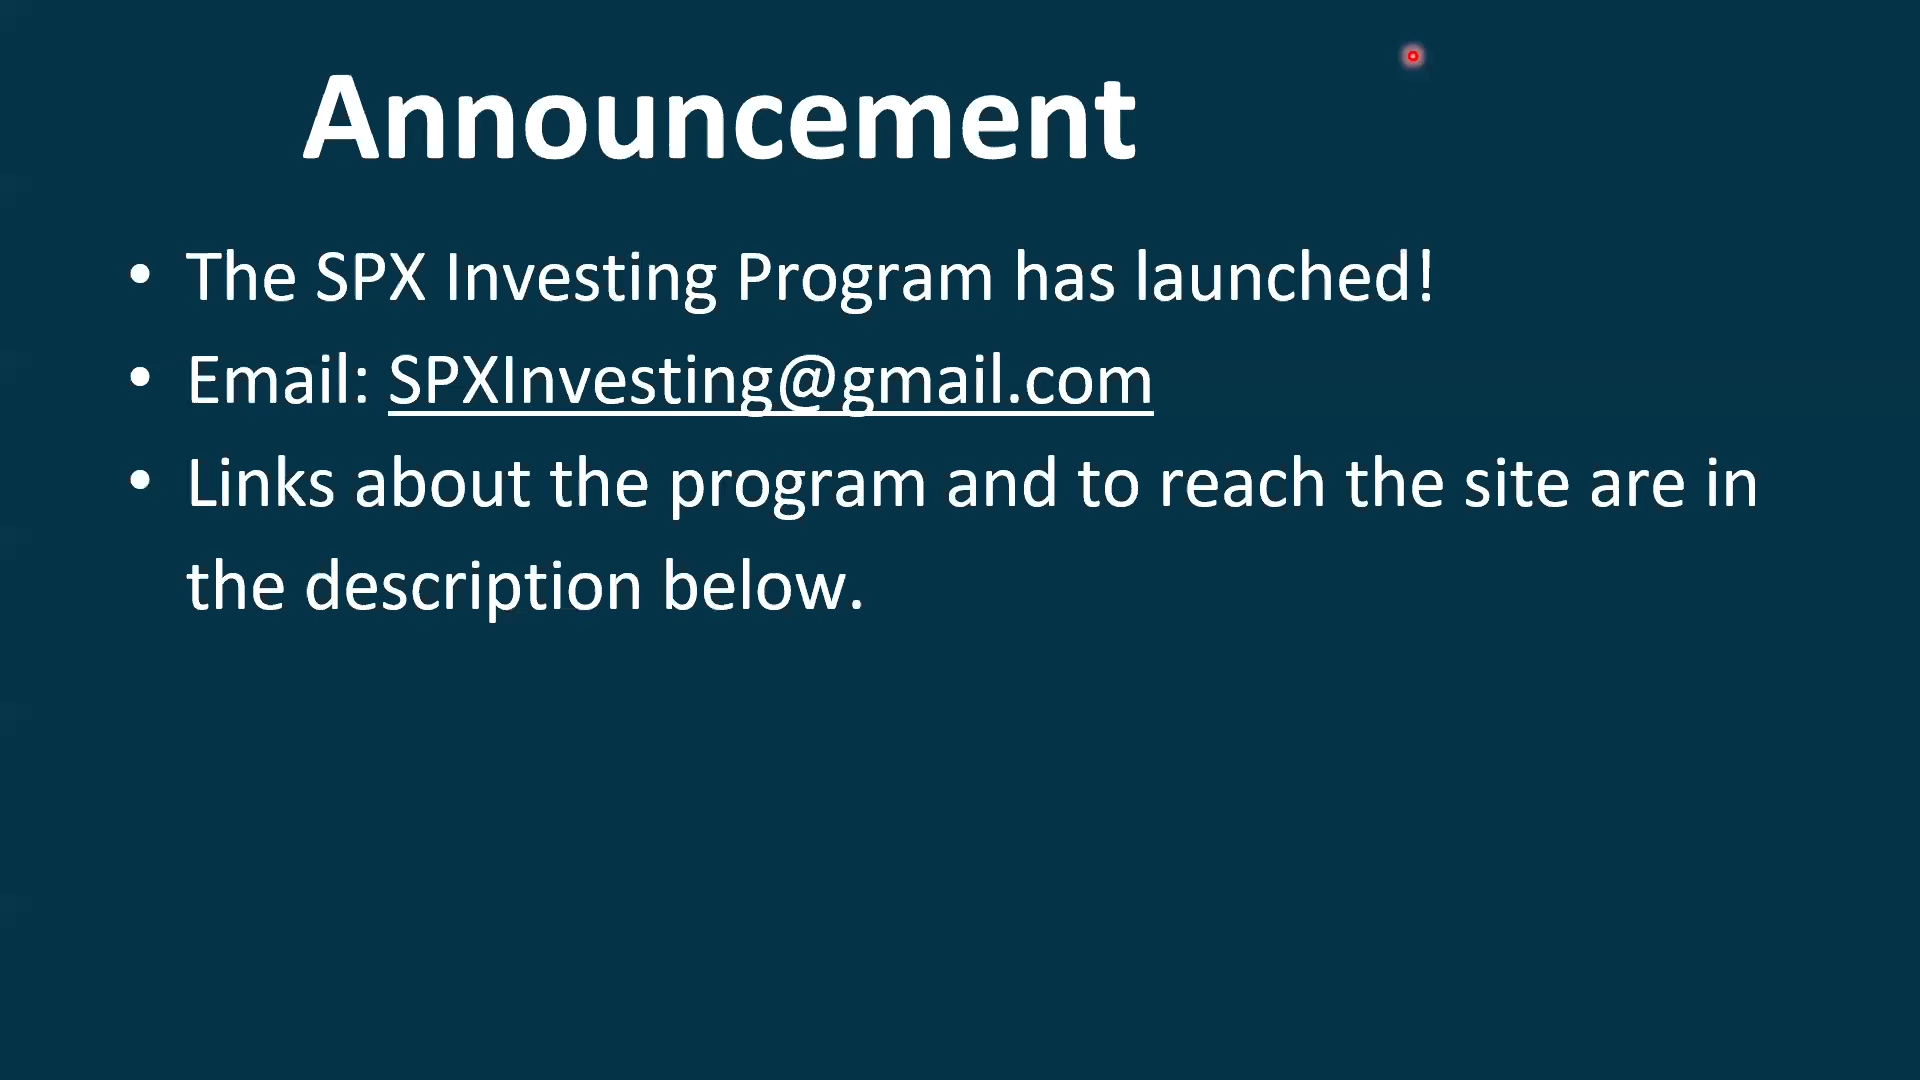 Announcement
• The SPX Investing Program has launched!
• Email: SPXInvesting@gmail.com
• Links about the program and to reach the site are in
the description below.